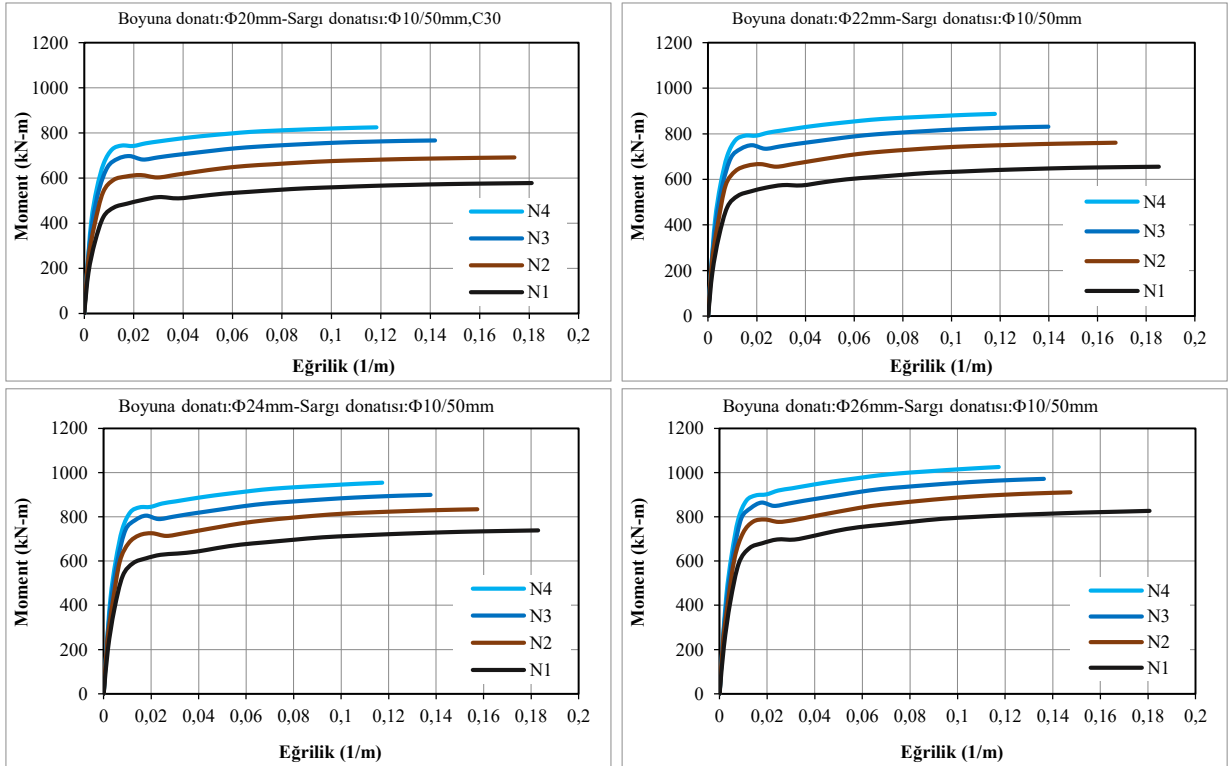 Boyuna donatı:Φ20mm-Sargı donatısı:Φ10/50mm,C30
1200
1000
800
600
400
200
0
Moment (kN-m)
N4
N3
N2
N1
0 0,02 0,04 0,06 0,08 0,1 0,12 0,14 0,16 0,18 0,2
Eğrilik (1/m)
Boyuna donatı:Φ22mm-Sargı donatısı:Φ10/50mm
1200
1000
800
600
400
200
0
Moment (kN-m)
N4
N3
N2
N1
0 0,02 0,04 0,06 0,08 0,1 0,12 0,14 0,16 0,18 0,2
Eğrilik (1/m)
Boyuna donatı:Φ24mm-Sargı donatısı:Φ10/50mm
1200
1000
800
600
400
200
0
Moment (kN-m)
N4
N3
N2
N1
0 0,02 0,04 0,06 0,08 0,1 0,12 0,14 0,16 0,18 0,2
Eğrilik (1/m)
Boyuna donatı:Φ26mm-Sargı donatısı:Φ10/50mm
1200
1000
800
600
400
200
0
Moment (kN-m)
N4
N3
N2
N1
0 0,02 0,04 0,06 0,08 0,1 0,12 0,14 0,16 0,18 0,2
Eğrilik (1/m)